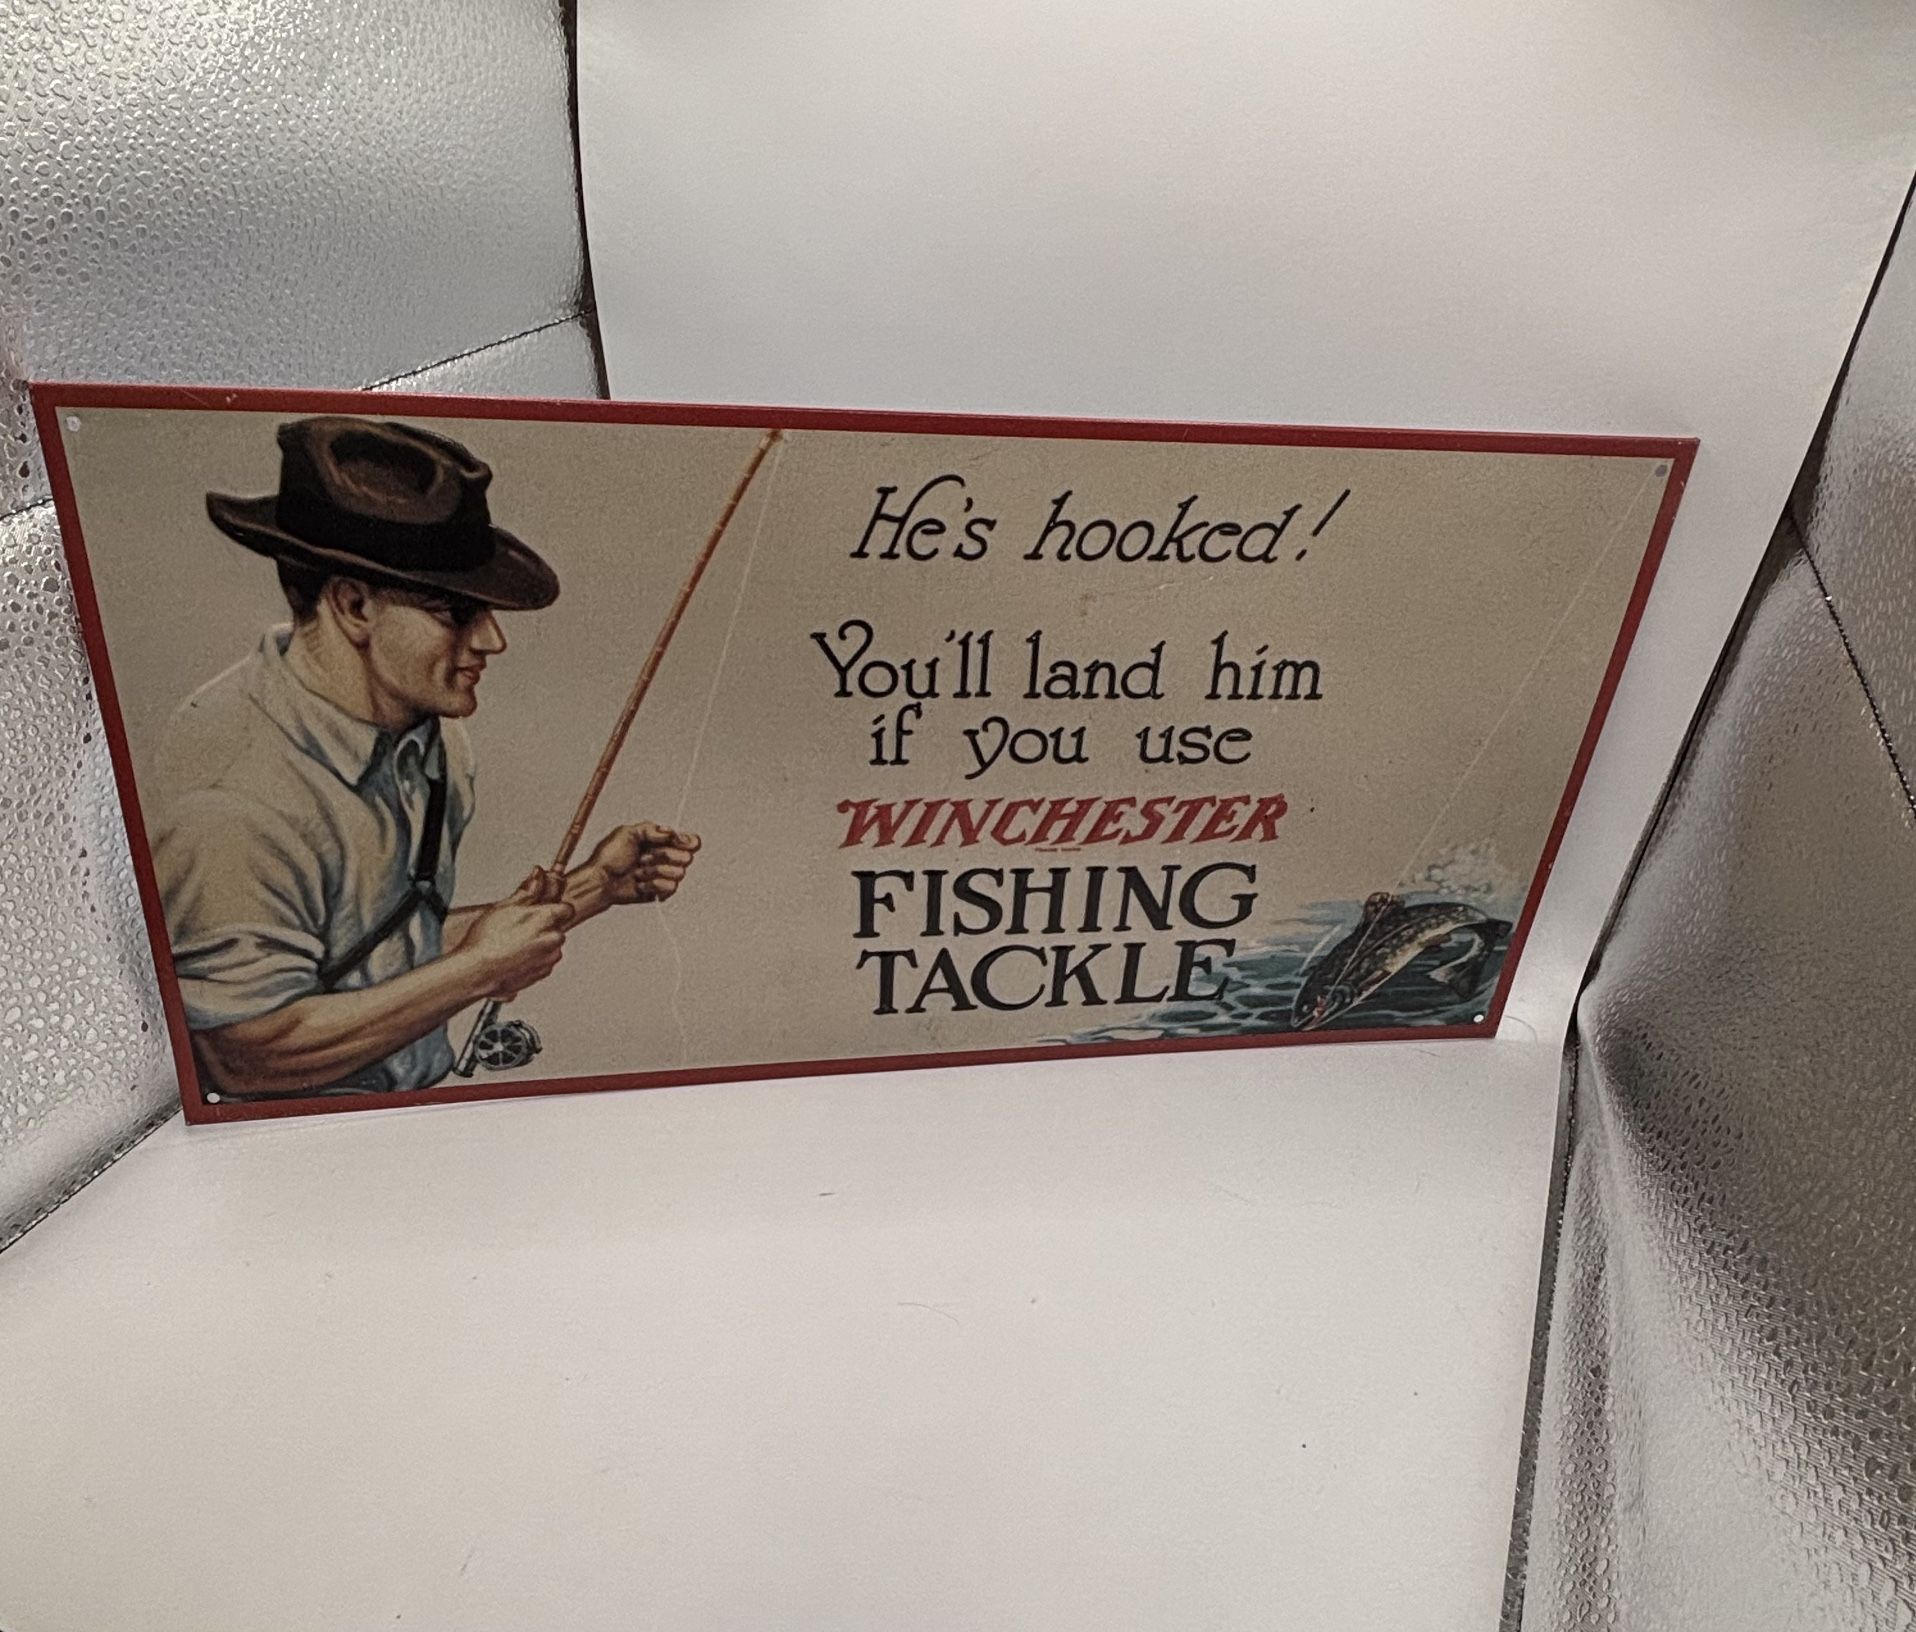 He's hooked!
You'll land him
if you use
WINCHESTER
FISHING
TACKLE